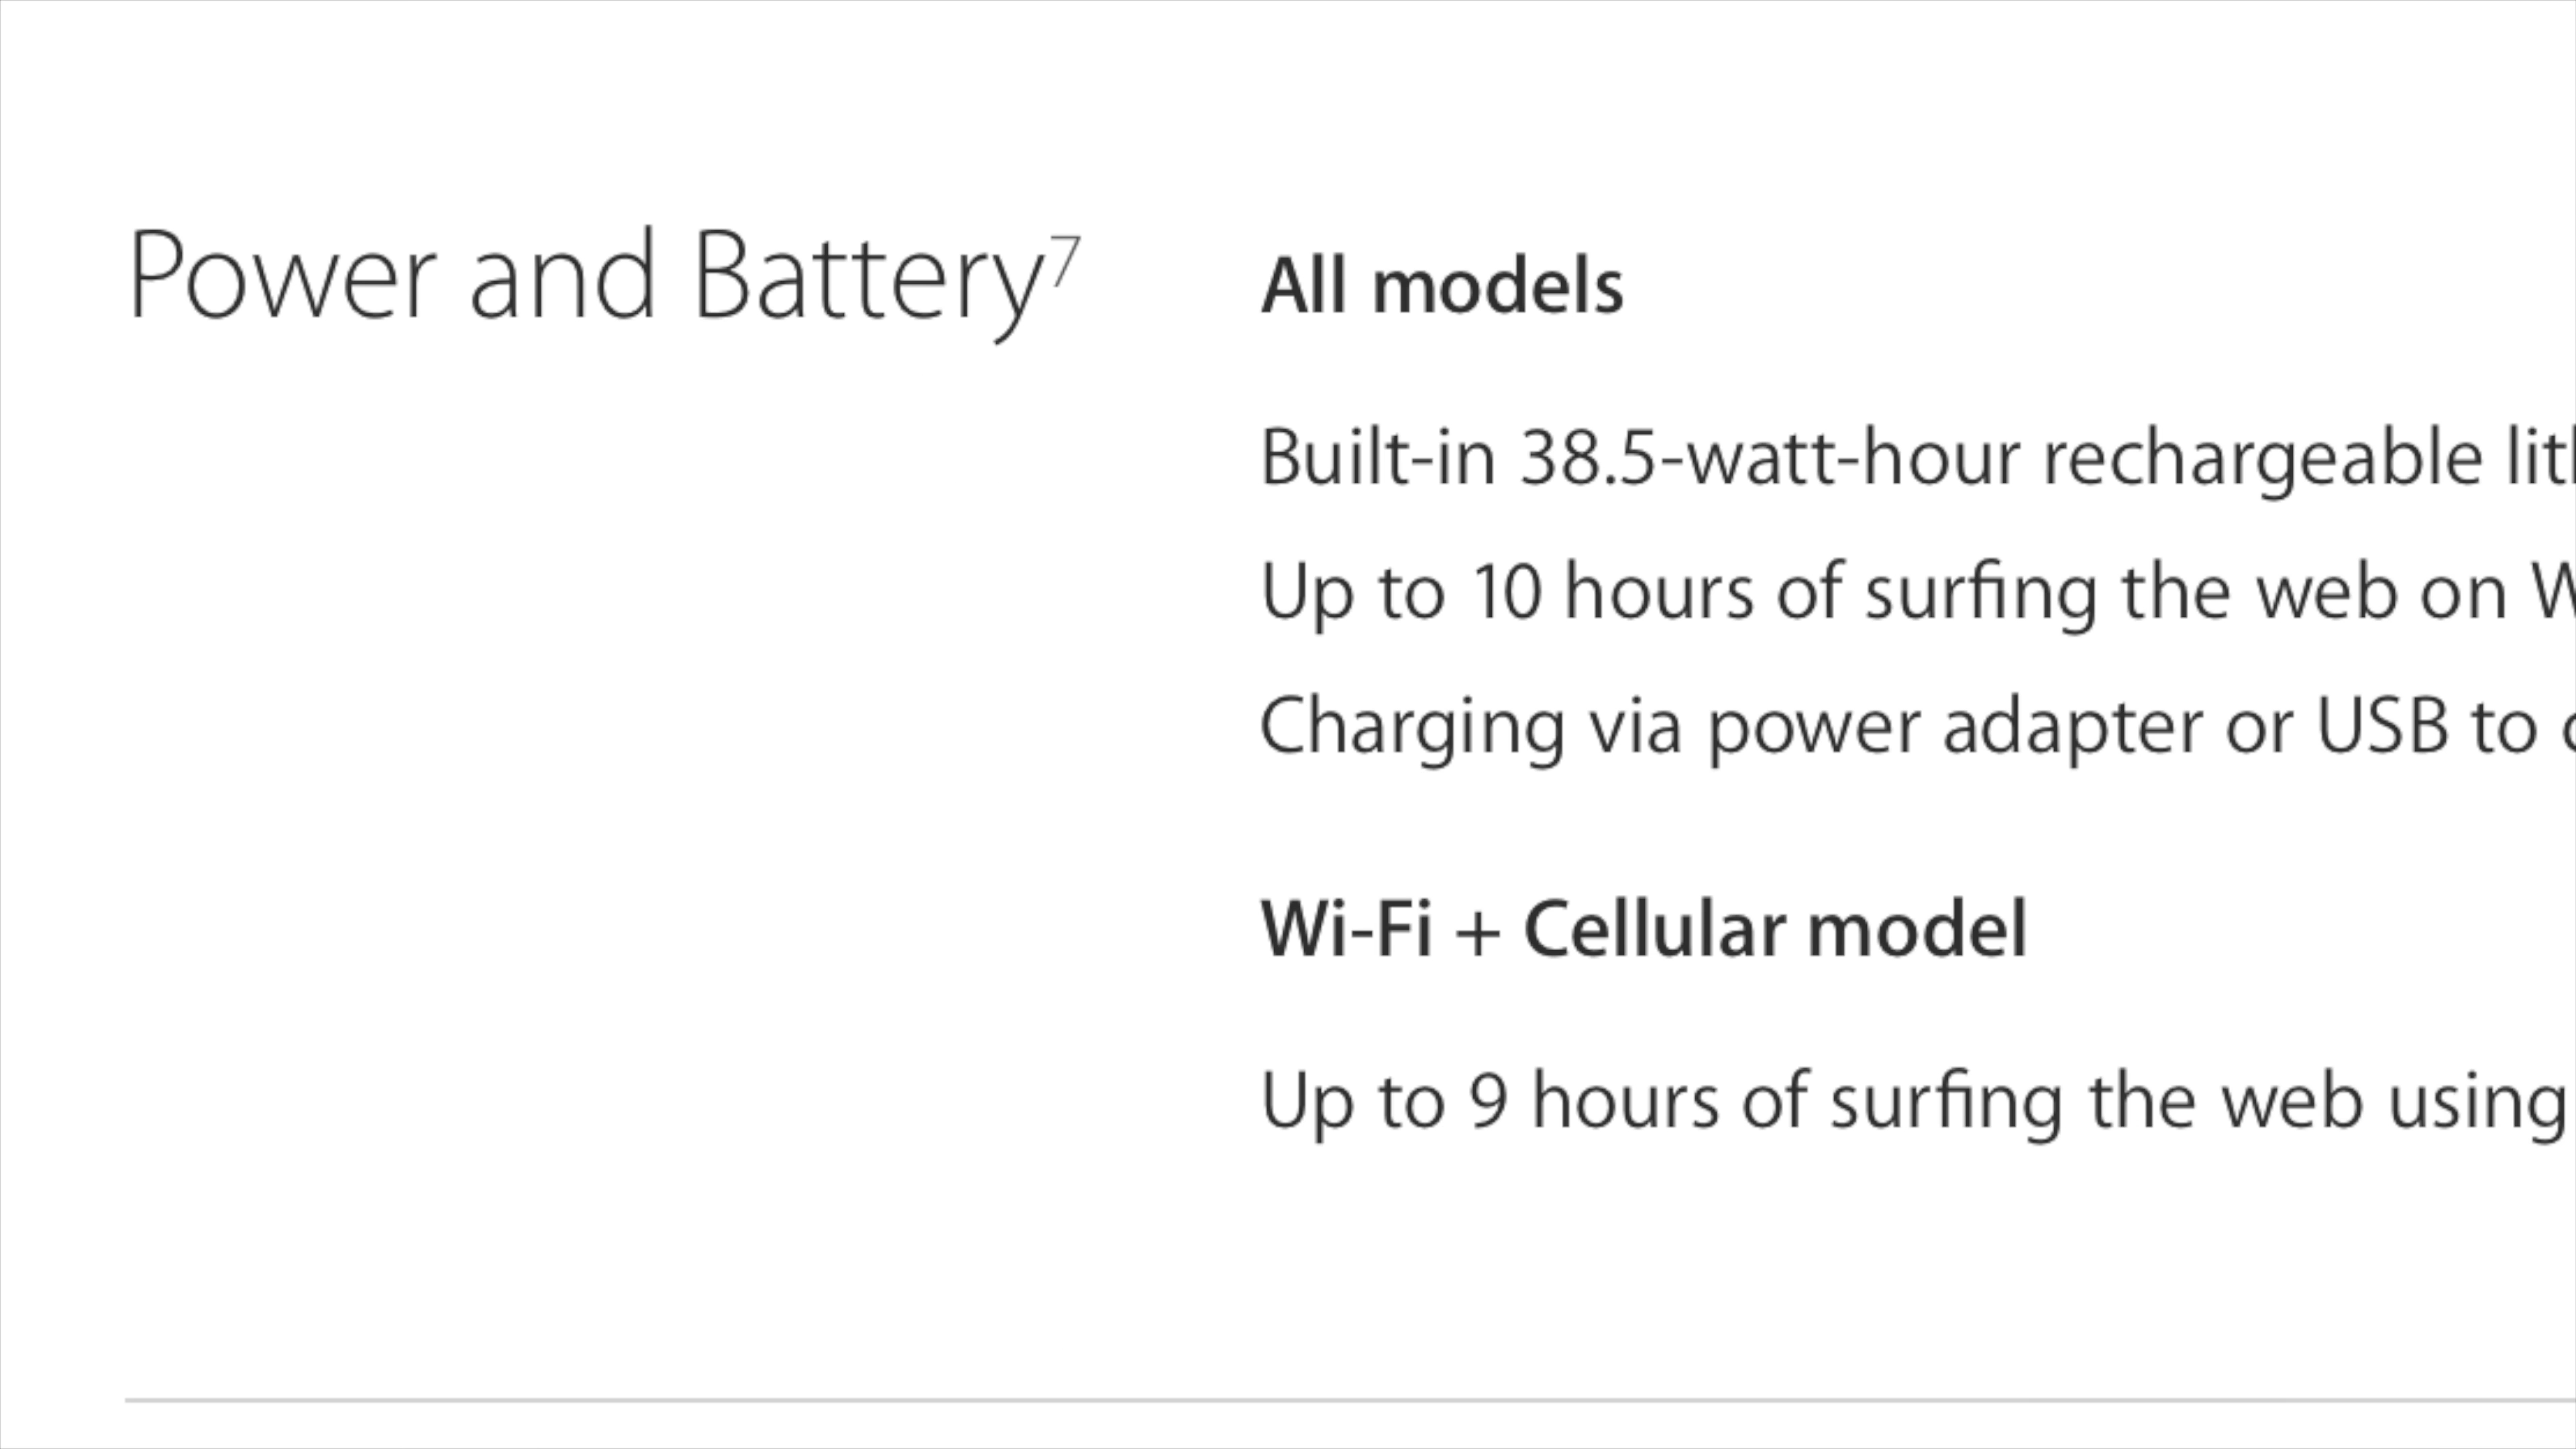 Power and Battery⁷
All models
Built-in 38.5-watt-hour rechargeable
Up to 10 hours of surfing the web on
Charging via power adapter or USB to
Wi-Fi + Cellular model
Up to 9 hours of surfing the web using